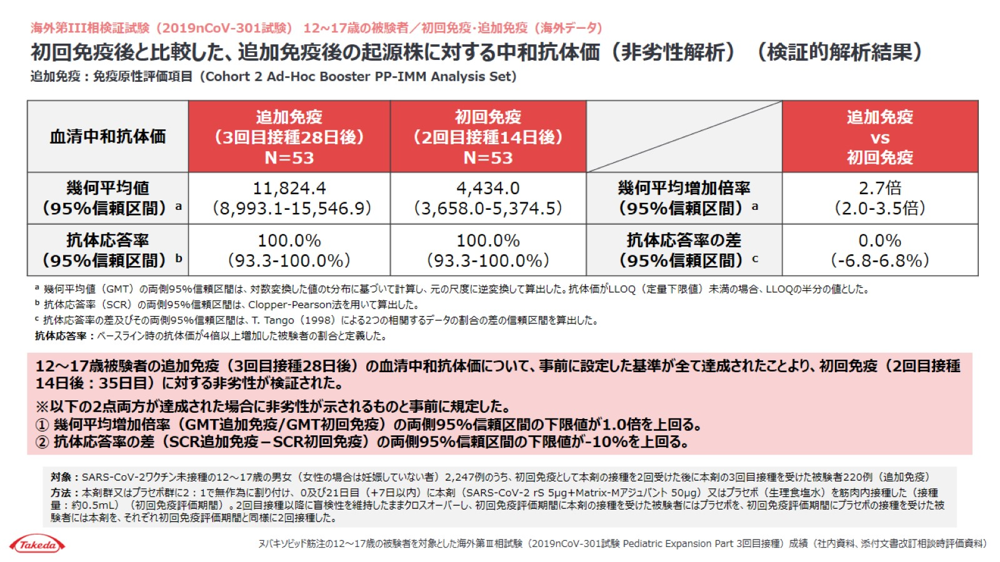 海外第III相検証試験（2019nCoV-301試験） 12~17歳の被験者／初回免疫・追加免疫（海外データ）
初回免疫後と比較した、追加免疫後の起源株に対する中和抗体価（非劣性解析）（検証的解析結果）
追加免疫：免疫原性評価項目（Cohort 2 Ad-Hoc Booster PP-IMM Analysis Set）
血清中和抗体価
追加免疫
（3回目接種28日後）
N＝53
初回免疫
（2回目接種14日後）
N＝53
追加免疫
vs
初回免疫
幾何平均値
（95%信頼区間）a
11,824.4
（8,993.1-15,546.9）
4,434.0
（3,658.0-5,374.5）
幾何平均増加倍率
（95%信頼区間）a
2.7倍
（2.0-3.5倍）
抗体応答率
（95%信頼区間）b
100.0%
（93.3-100.0%）
100.0%
（93.3-100.0%）
抗体応答率の差
（95%信頼区間）c
0.0%
（-6.8-6.8%）
a 幾何平均値（GMT）の両側95%信頼区間は、対数変換した値のt分布に基づいて計算し、元の尺度に逆変換して算出した。抗体価がLLOQ（定量下限値）未満の場合、LLOQの半分の値とした。
b 抗体応答率（SCR）の両側95%信頼区間は、Clopper-Pearson法を用いて算出した。
c 抗体応答率の差及びその両側95%信頼区間は、T. Tango（1998）による2つの相関するデータの割合の差の信頼区間を算出した。
抗体応答率：ベースライン時の抗体価が4倍以上増加した被験者の割合と定義した。
12～17歳被験者の追加免疫（3回目接種28日後）の血清中和抗体価について、事前に設定した基準が全て達成されたことより、初回免疫（2回目接種
14日後：35日目）に対する非劣性が検証された。
※以下の2点両方が達成された場合に非劣性が示されるものと事前に規定した。
① 幾何平均増加倍率（GMT追加免疫/GMT初回免疫）の両側95%信頼区間の下限値が1.0倍を上回る。
② 抗体応答率の差（SCR追加免疫－SCR初回免疫）の両側95%信頼区間の下限値が-10%を上回る。
対象：SARS-CoV-2ワクチン未接種の12～17歳の男女（女性の場合は妊娠していない者）2,247例のうち、初回免疫として本剤の接種を2回受けた後に本剤の3回目接種を受けた被験者220例（追加免疫）
方法：本剤群又はプラセボ群に2：1で無作為に割り付け、0及び21日目（+7日以内）に本剤（SARS-CoV-2 rS 5μg+Matrix-Mアジュバント 50μg）又はプラセボ（生理食塩水）を筋肉内接種した（接種
量：約0.5mL）（初回免疫評価期間）。2回目接種以降に盲検性を維持したままクロスオーバーし、初回免疫評価期間に本剤の接種を受けた被験者にはプラセボを、初回免疫評価期間にプラセボの接種を受けた被
験者には本剤を、それぞれ初回免疫評価期間と同様に2回接種した。
Takeda
ヌバキソビッド筋注の12～17歳の被験者を対象とした海外第Ⅲ相試験（2019nCoV-301試験 Pediatric Expansion Part 3回目接種）成績（社内資料、添付文書改訂相談時評価資料）